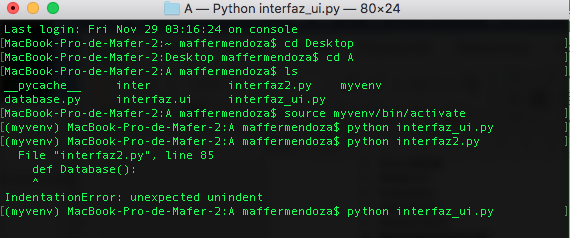 A — Python interfaz_ui.py — 80×24
Last login: Fri Nov 29 03:16:24 on console
[MacBook-Pro-de-Mafer-2:~ maffermendoza$ cd Desktop ]
[MacBook-Pro-de-Mafer-2:Desktop maffermendoza$ cd A ]
[MacBook-Pro-de-Mafer-2:A maffermendoza$ ls ]
__pycache__ inter interfaz2.py myvenv
database.py interfaz.ui interfaz_ui.py
[MacBook-Pro-de-Mafer-2:A maffermendoza$ source myvenv/bin/activate ]
[(myvenv) MacBook-Pro-de-Mafer-2:A maffermendoza$ python interfaz_ui.py ]
[(myvenv) MacBook-Pro-de-Mafer-2:A maffermendoza$ python interfaz2.py ]
File "interfaz2.py", line 85
def Database():
^
IndentationError: unexpected unindent
[(myvenv) MacBook-Pro-de-Mafer-2:A maffermendoza$ python interfaz_ui.py ]